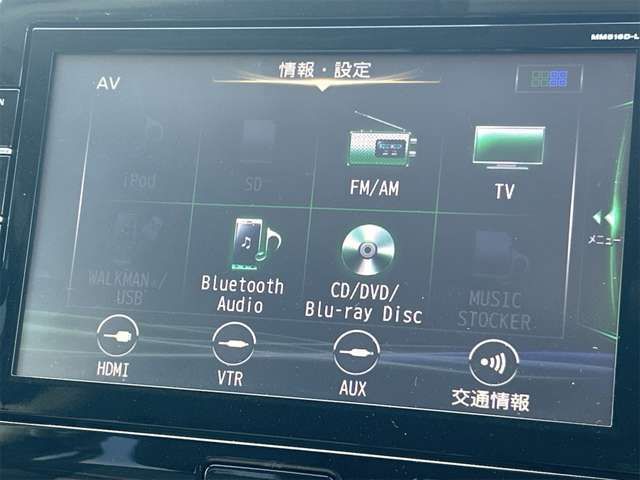 MM516D-L
情報・設定
AV
iPod
SD
FM/AM
TV
メニュー
WALKMAN /
USB
Bluetooth
Audio
CD/DVD/
Blu-ray Disc
MUSIC
STOCKER
HDMI
VTR
AUX
交通情報